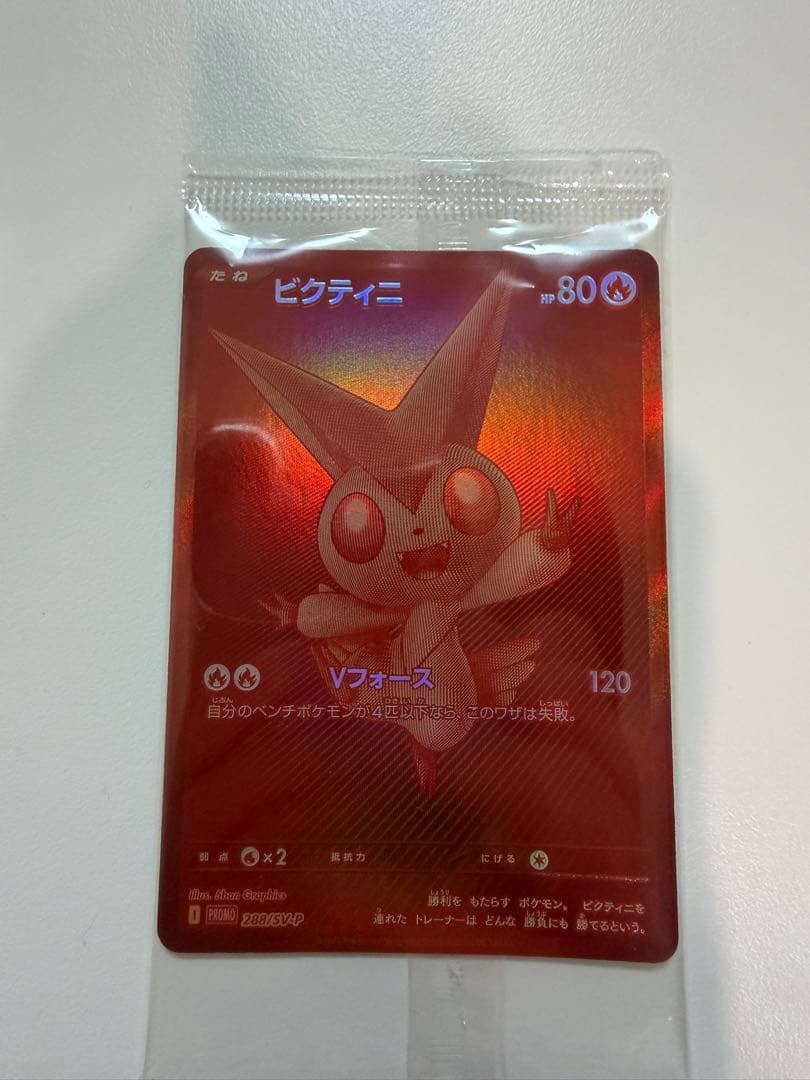 たね ビクティニ HP80
Vフォース 120
自分のベンチポケモンが4匹以下なら、このワザは失敗。
弱点 ×2 抵抗力 にげる
illus. 5ban Graphics
I PROMO 288/SV-P
勝利を もたらす ポケモン。 ビクティニを
連れた トレーナーは どんな 勝負にも 勝てるという。